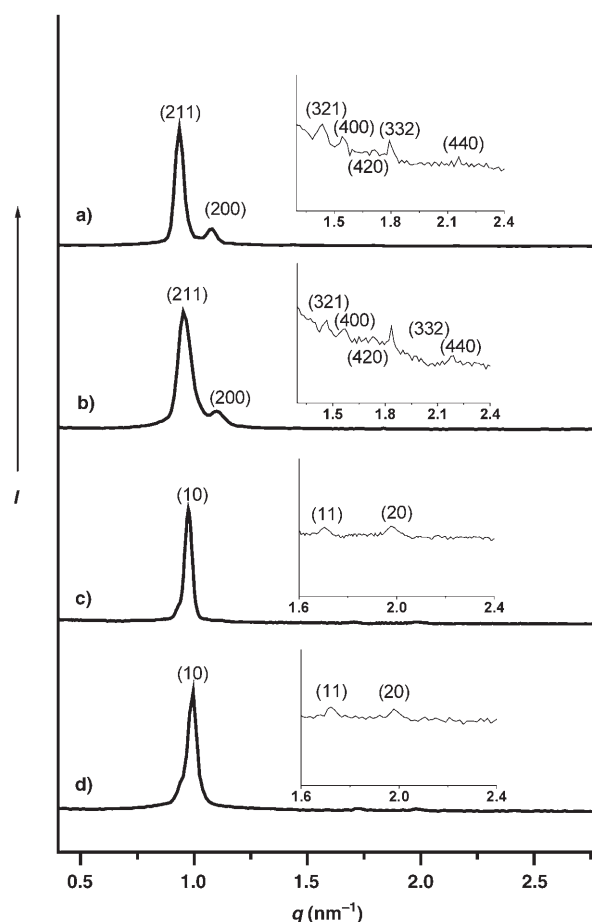 (211)
(200)
a)
(321)
(400)
(332)
(420)
(440)
1.5 1.8 2.1 2.4
(211)
(200)
b)
(321)
(400)
(332)
(420)
(440)
1.5 1.8 2.1 2.4
I
(10)
c)
(11)
(20)
1.6 2.0 2.4
(10)
d)
(11)
(20)
1.6 2.0 2.4
0.5 1.0 1.5 2.0 2.5
q (nm⁻¹)